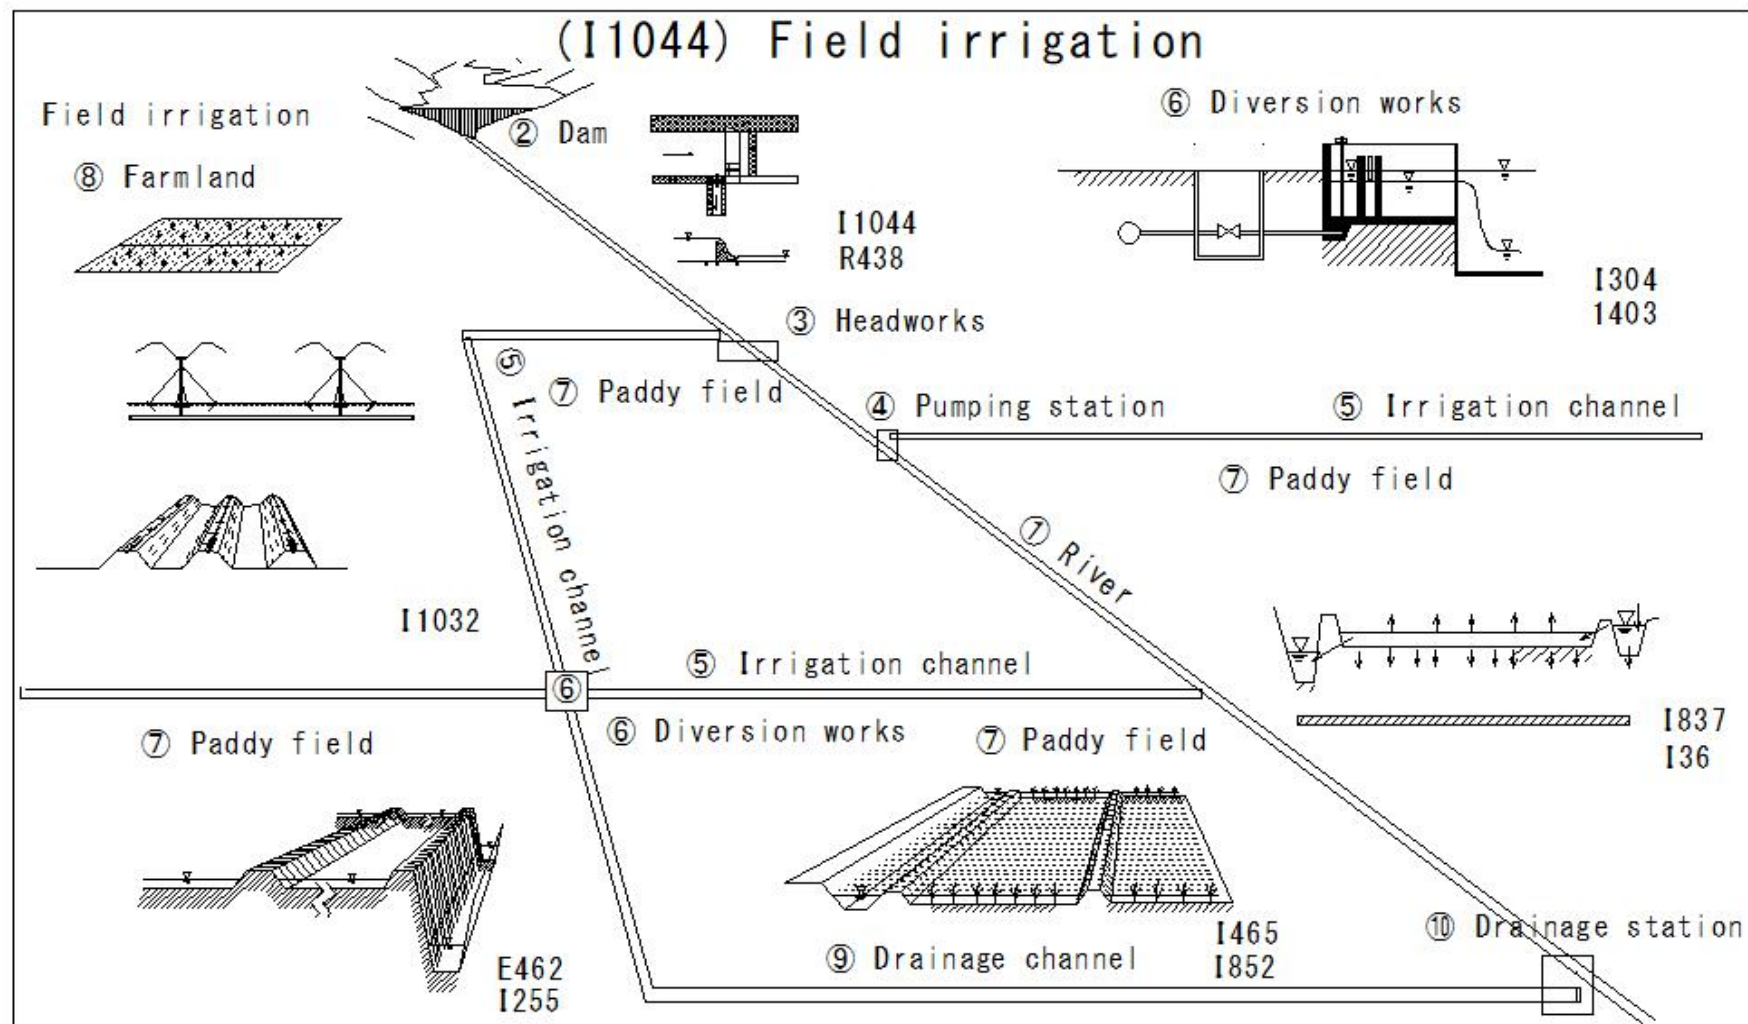 (I1044) Field irrigation
Field irrigation
⑧ Farmland
② Dam
I1044
R438
⑥ Diversion works
I304
1403
③ Headworks
⑤ Irrigation channel
⑦ Paddy field
④ Pumping station
⑤ Irrigation channel
⑦ Paddy field
① River
I1032
⑤ Irrigation channel
⑥
⑥ Diversion works
⑦ Paddy field
⑦ Paddy field
I837
I36
E462
I255
⑨ Drainage channel
I465
I852
⑩ Drainage station